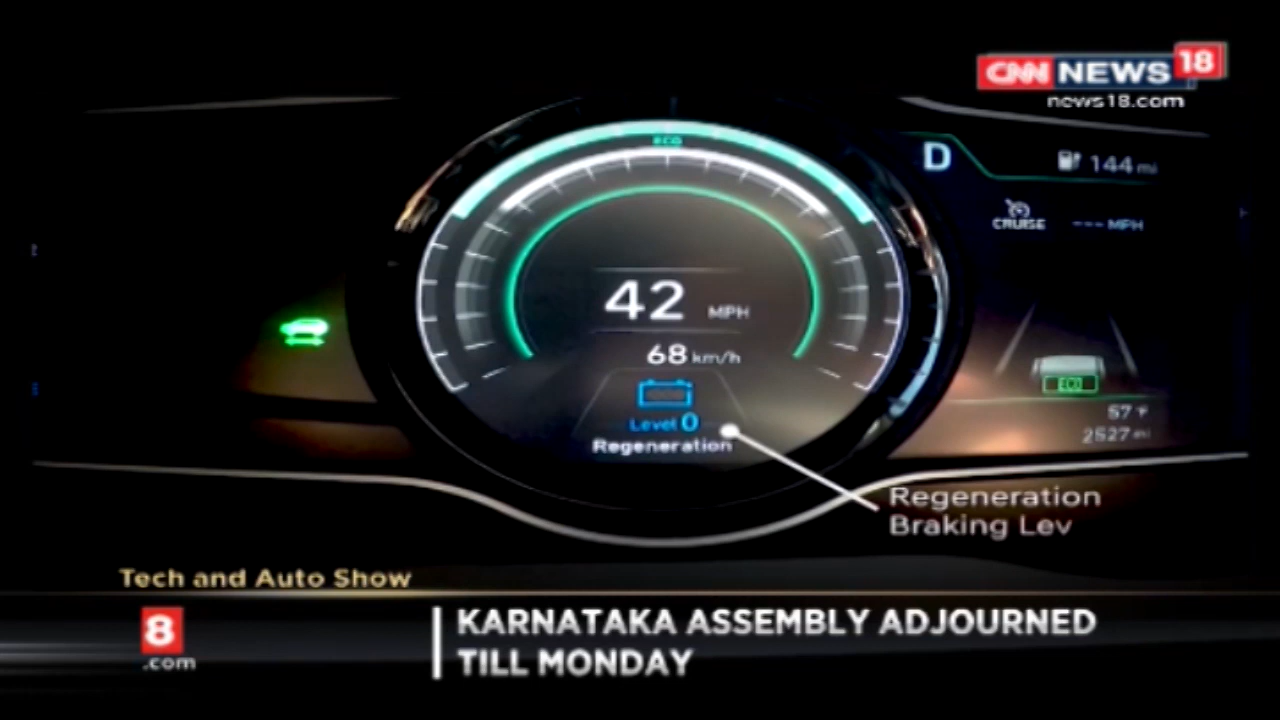 CNN NEWS 18
news18.com
ECO
D
144 mi
CRUISE --- MPH
42 MPH
68 km/h
Level 0
Regeneration
ECO
57 °F
2527 mi
Regeneration
Braking Lev
Tech and Auto Show
8
.com
KARNATAKA ASSEMBLY ADJOURNED
TILL MONDAY